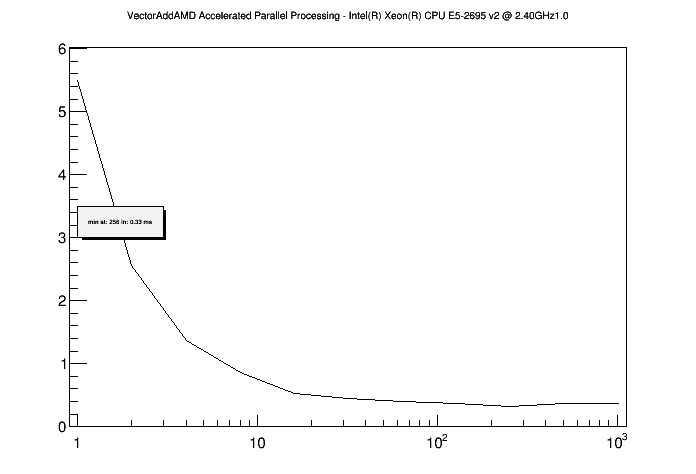 VectorAddAMD Accelerated Parallel Processing - Intel(R) Xeon(R) CPU E5-2695 v2 @ 2.40GHz1.0
6
5
4
min at: 256 in: 0.33 ms
3
2
1
0
1 10 10² 10³